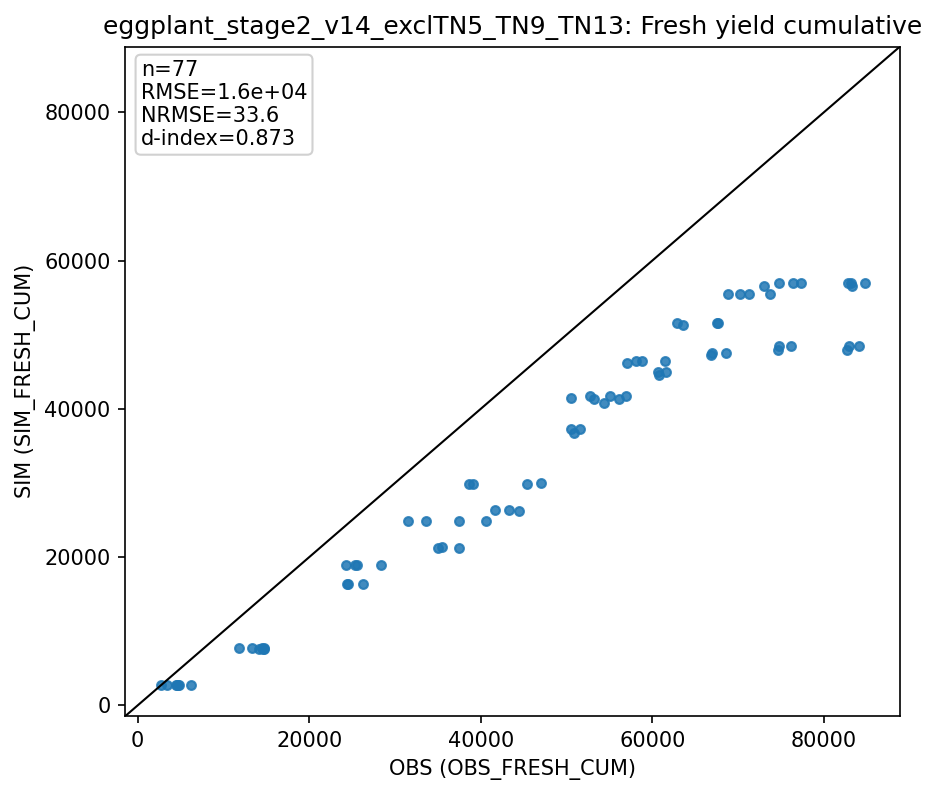 eggplant_stage2_v14_exclTN5_TN9_TN13: Fresh yield cumulative
n=77
RMSE=1.6e+04
NRMSE=33.6
d-index=0.873
80000
60000
40000
20000
0
SIM (SIM_FRESH_CUM)
0 20000 40000 60000 80000
OBS (OBS_FRESH_CUM)